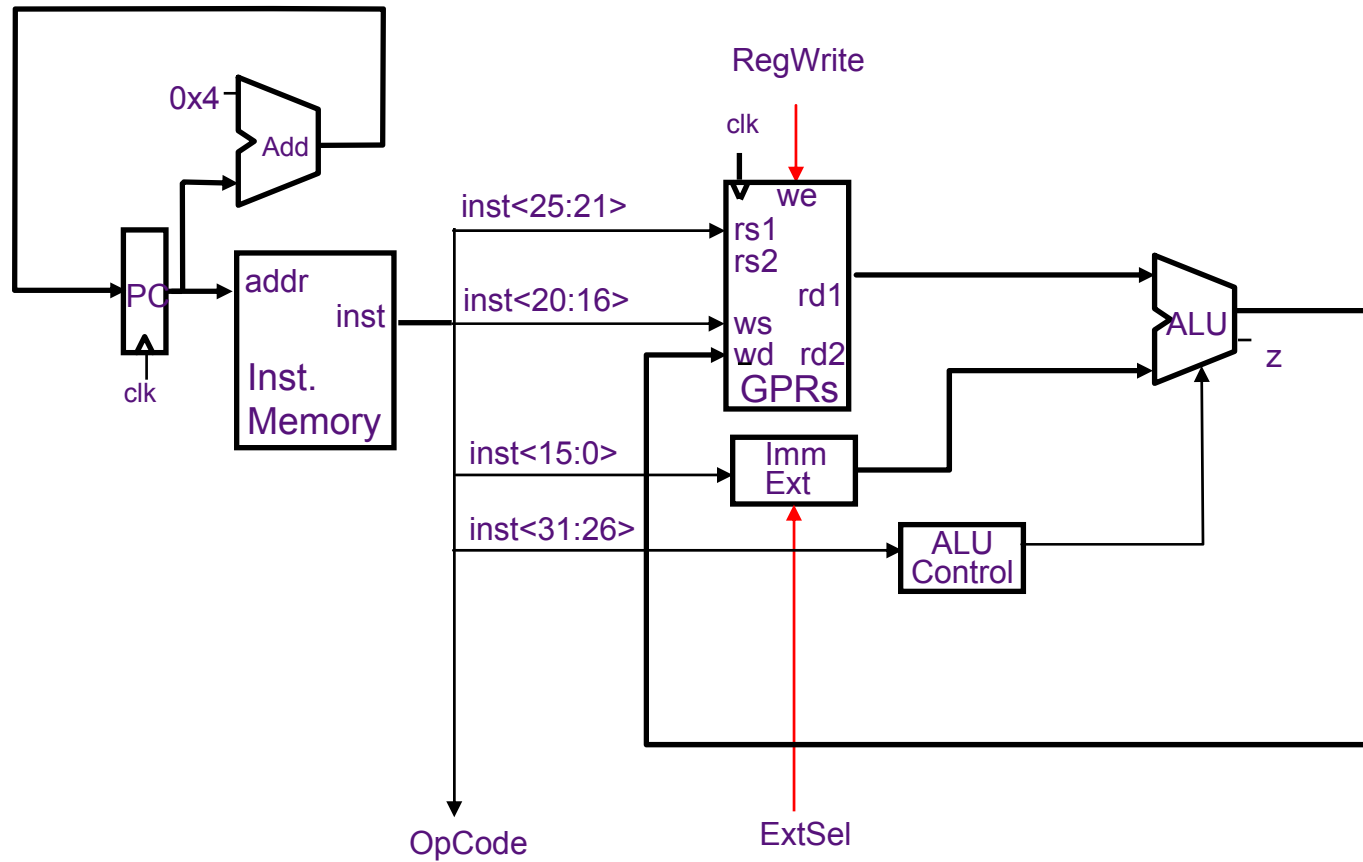 RegWrite
0x4
Add
clk
inst<25:21>
we
rs1
rs2
PC
addr
inst
inst<20:16>
rd1
ws
wd
rd2
ALU
z
clk
Inst.
Memory
GPRs
inst<15:0>
Imm
Ext
inst<31:26>
ALU
Control
OpCode
ExtSel